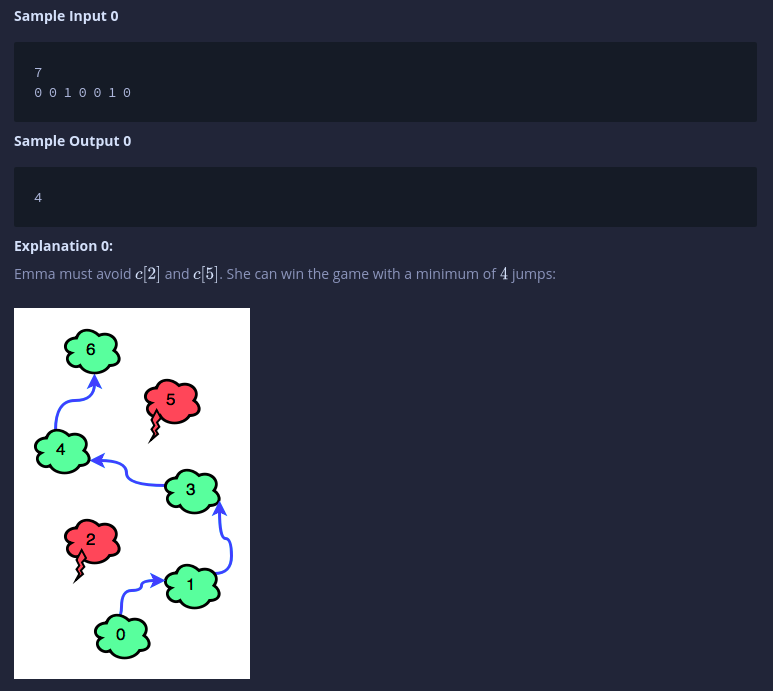 Sample Input 0
7
0 0 1 0 0 1 0
Sample Output 0
4
Explanation 0:
Emma must avoid c[2] and c[5]. She can win the game with a minimum of 4 jumps:
6
5
4
3
2
1
0